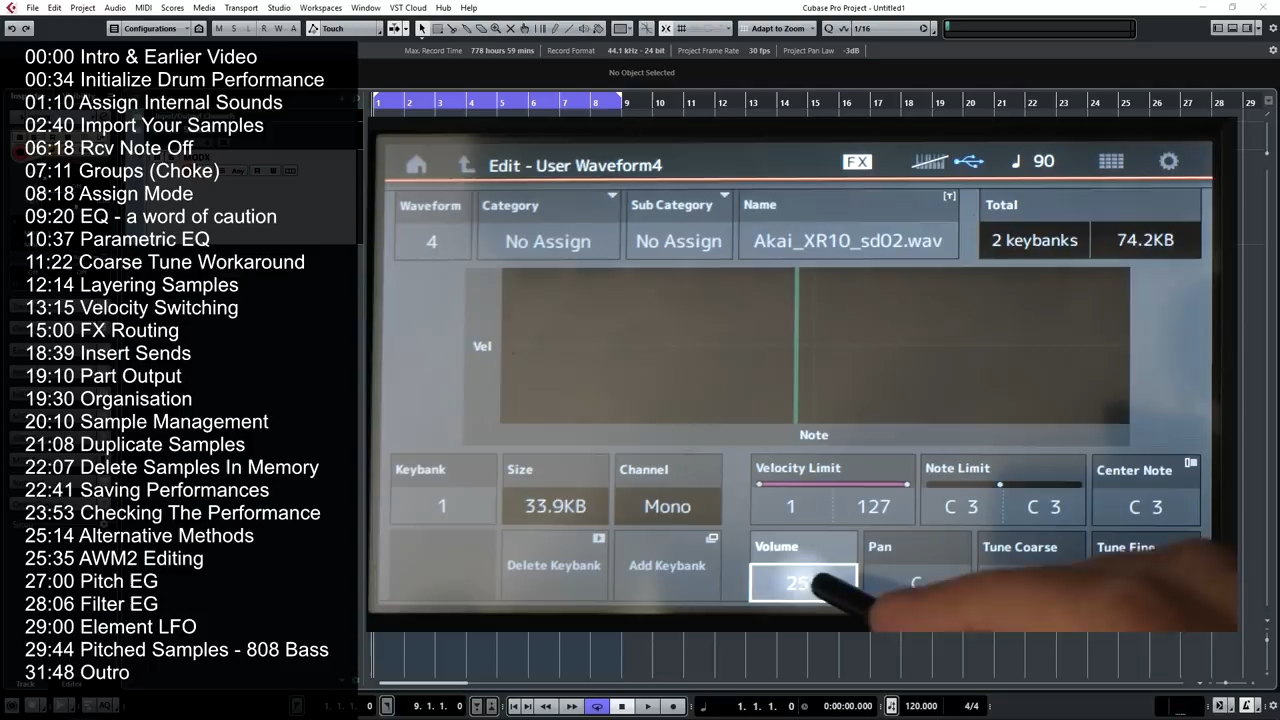 File Edit Project Audio MIDI Scores Media Transport Studio Workspaces Window VST Cloud Hub Help
Cubase Pro Project - Untitled1
Configurations
M S L R W A
Touch
Adapt to Zoom
1/16
Max. Record Time 778 hours 59 mins Record Format 44.1 kHz - 24 bit Project Frame Rate 30 fps Project Pan Law -3dB
No Object Selected
1 2 3 4 5 6 7 8 9 10 11 12 13 14 15 16 17 18 19 20 21 22 23 24 25 26 27 28 29
00:00 Intro & Earlier Video
00:34 Initialize Drum Performance
01:10 Assign Internal Sounds
02:40 Import Your Samples
06:18 Rcv Note Off
07:11 Groups (Choke)
08:18 Assign Mode
09:20 EQ - a word of caution
10:37 Parametric EQ
11:22 Coarse Tune Workaround
12:14 Layering Samples
13:15 Velocity Switching
15:00 FX Routing
18:39 Insert Sends
19:10 Part Output
19:30 Organisation
20:10 Sample Management
21:08 Duplicate Samples
22:07 Delete Samples In Memory
22:41 Saving Performances
23:53 Checking The Performance
25:14 Alternative Methods
25:35 AWM2 Editing
27:00 Pitch EG
28:06 Filter EG
29:00 Element LFO
29:44 Pitched Samples - 808 Bass
31:48 Outro
Edit - User Waveform4
FX
90
Waveform
4
Category
No Assign
Sub Category
No Assign
Name
[T]
Akai_XR10_sd02.wav
Total
2 keybanks 74.2KB
Vel
Note
Keybank
1
Size
33.9KB
Channel
Mono
Velocity Limit
1 127
Note Limit
C 3 C 3
Center Note
C 3
Delete Keybank
Add Keybank
Volume
Pan
C
Tune Coarse
Tune Fine
Track Editor
AQ
1. 1. 1. 0
9. 1. 1. 0
1. 1. 1. 0
0:00:00.000
120.000
4/4